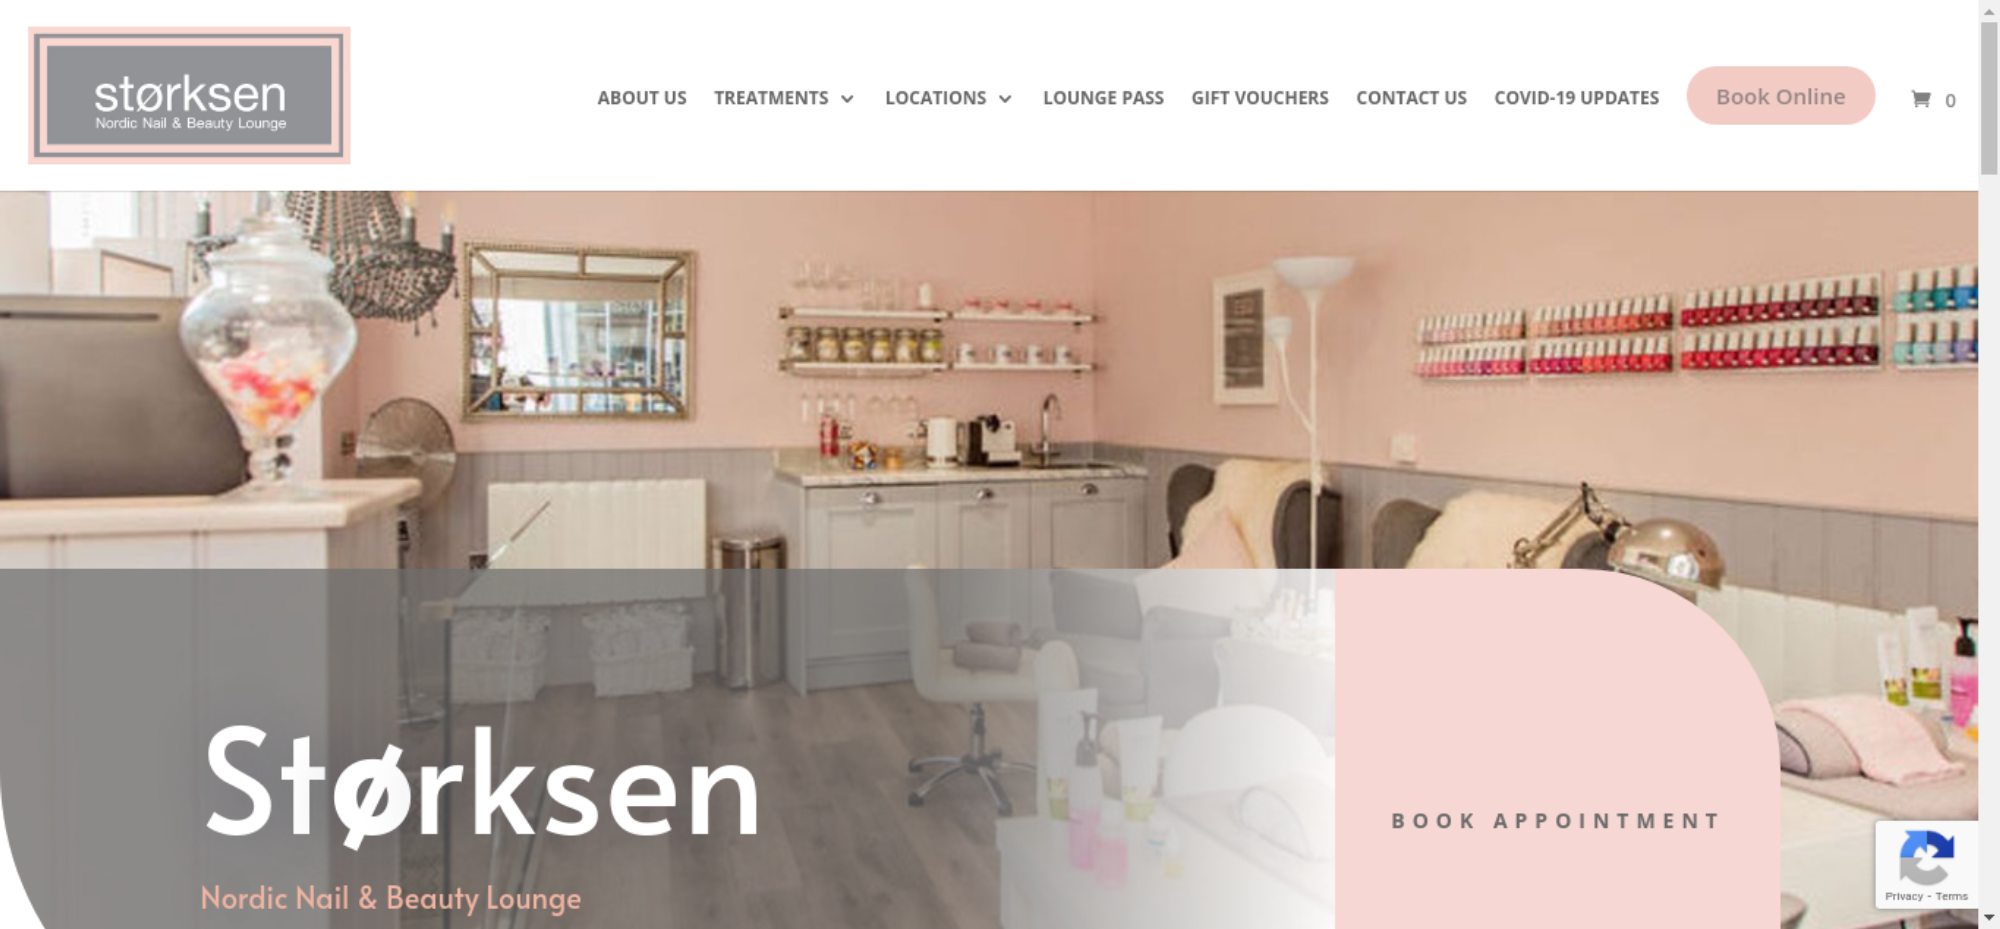 størksen
Nordic Nail & Beauty Lounge
ABOUT US TREATMENTS LOCATIONS LOUNGE PASS GIFT VOUCHERS CONTACT US COVID-19 UPDATES Book Online 0
Størksen
Nordic Nail & Beauty Lounge
BOOK APPOINTMENT
Privacy - Terms